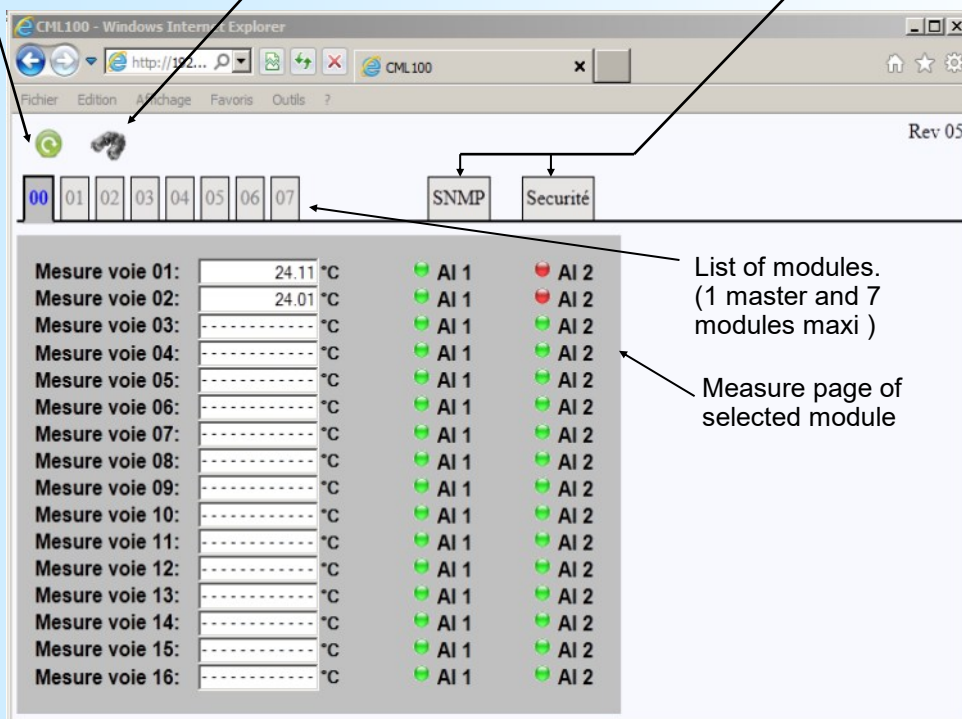 CML100 - Windows Internet Explorer
http://192... CML100
Fichier Edition Affichage Favoris Outils ?
Rev 05
00 01 02 03 04 05 06 07 SNMP Securité
Mesure voie 01: 24.11 °C Al 1 Al 2
Mesure voie 02: 24.01 °C Al 1 Al 2
Mesure voie 03: ------------ °C Al 1 Al 2
Mesure voie 04: ------------ °C Al 1 Al 2
Mesure voie 05: ------------ °C Al 1 Al 2
Mesure voie 06: ------------ °C Al 1 Al 2
Mesure voie 07: ------------ °C Al 1 Al 2
Mesure voie 08: ------------ °C Al 1 Al 2
Mesure voie 09: ------------ °C Al 1 Al 2
Mesure voie 10: ------------ °C Al 1 Al 2
Mesure voie 11: ------------ °C Al 1 Al 2
Mesure voie 12: ------------ °C Al 1 Al 2
Mesure voie 13: ------------ °C Al 1 Al 2
Mesure voie 14: ------------ °C Al 1 Al 2
Mesure voie 15: ------------ °C Al 1 Al 2
Mesure voie 16: ------------ °C Al 1 Al 2
List of modules.
(1 master and 7
modules maxi )
Measure page of
selected module